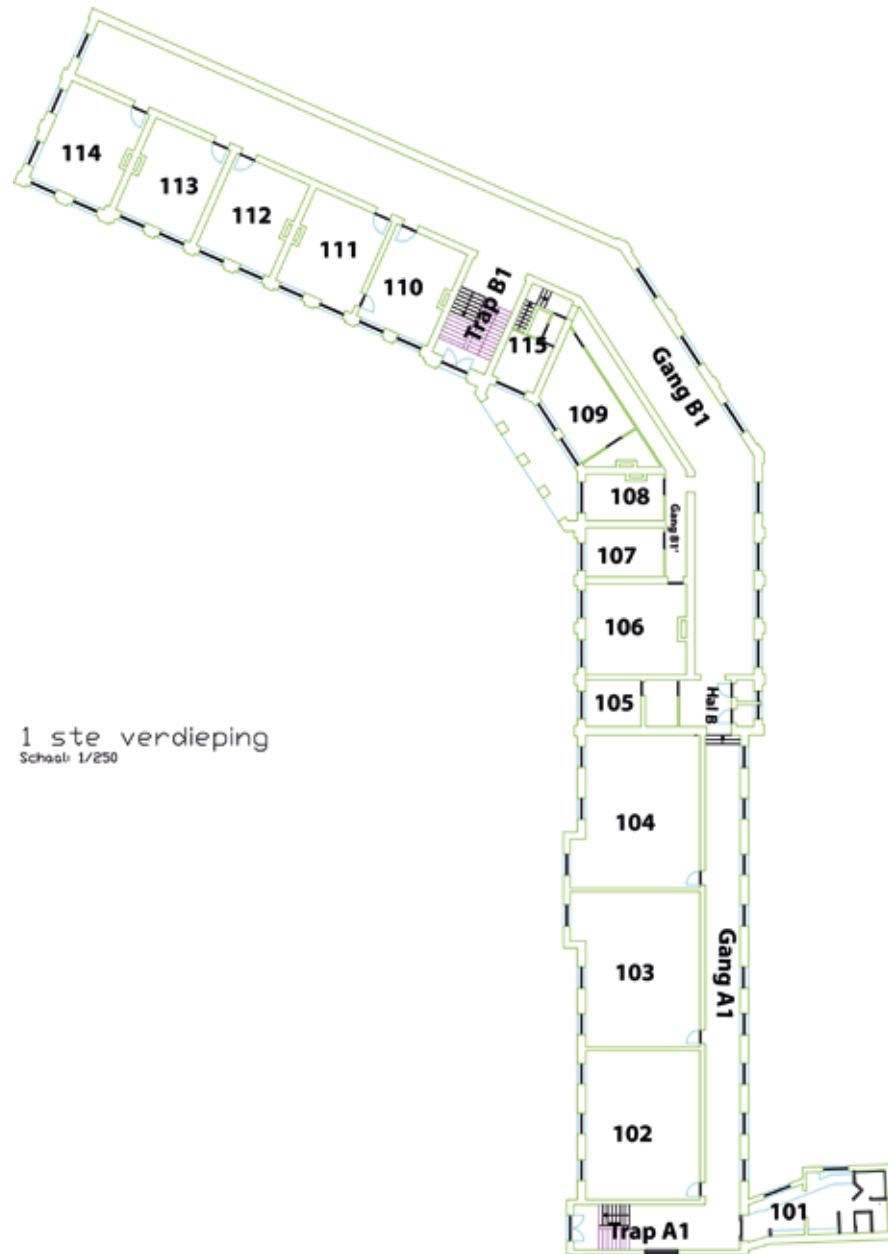 114
113
112
111
110
Trap B1
115
109
Gang B1
108
Gang B1'
107
106
105
Hal B
1 ste verdieping
Schaal: 1/250
104
103
Gang A1
102
101
Trap A1